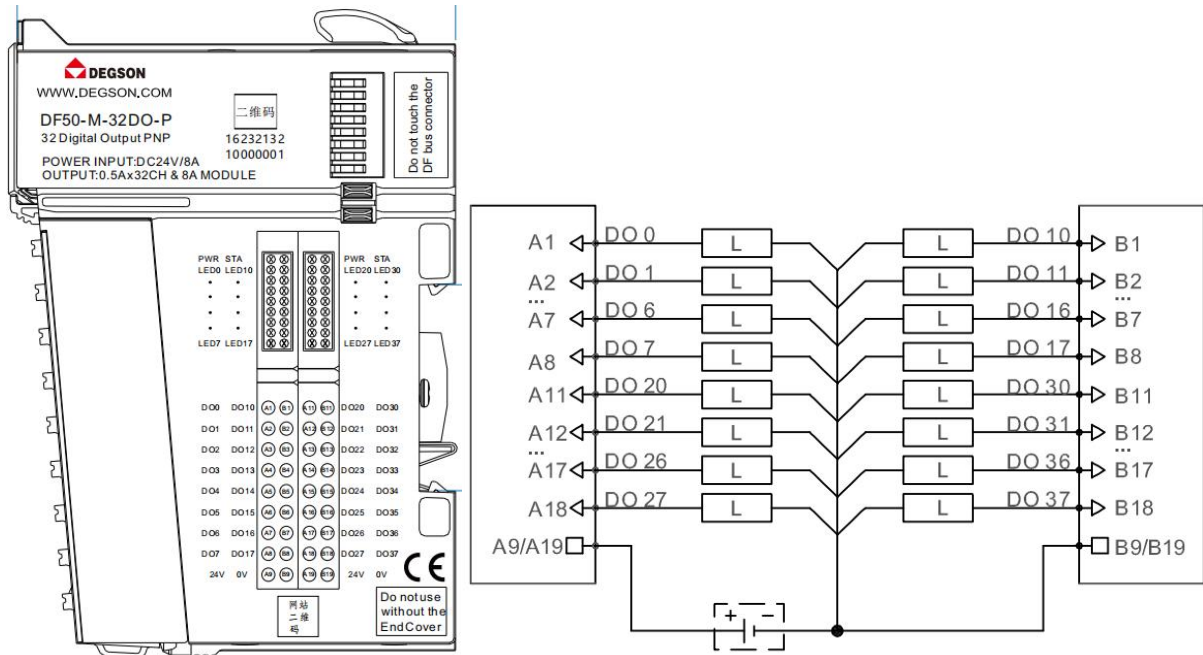 DEGSON
WWW.DEGSON.COM
DF50-M-32DO-P
32 Digital Output PNP
POWER INPUT:DC24V/8A
OUTPUT:0.5Ax32CH & 8A MODULE
二维码
16232132
10000001
Do not touch the
DF bus connector
PWR STA
LED0 LED10
LED7 LED17
PWR STA
LED20 LED30
LED27 LED37
DO0 DO10 A1 B1 A11 B11 DO20 DO30
DO1 DO11 A2 B2 A12 B12 DO21 DO31
DO2 DO12 A3 B3 A13 B13 DO22 DO32
DO3 DO13 A4 B4 A14 B14 DO23 DO33
DO4 DO14 A5 B5 A15 B15 DO24 DO34
DO5 DO15 A6 B6 A16 B16 DO25 DO35
DO6 DO16 A7 B7 A17 B17 DO26 DO36
DO7 DO17 A8 B8 A18 B18 DO27 DO37
24V 0V A9 B9 A19 B19 24V 0V
网站
二维
码
CE
Do not use
without the
EndCover
A1 DO 0 L L DO 10 B1
A2 DO 1 L L DO 11 B2
... ...
A7 DO 6 L L DO 16 B7
A8 DO 7 L L DO 17 B8
A11 DO 20 L L DO 30 B11
A12 DO 21 L L DO 31 B12
... ...
A17 DO 26 L L DO 36 B17
A18 DO 27 L L DO 37 B18
A9/A19 B9/B19
+ −